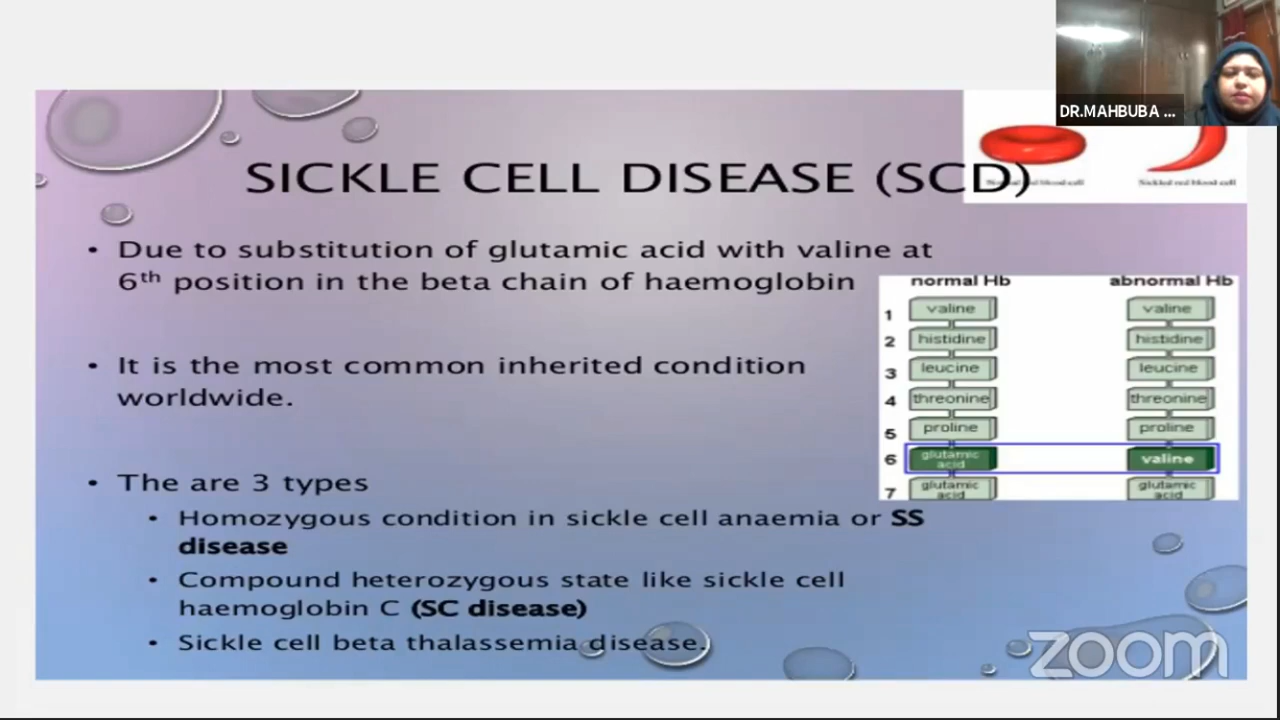 DR.MAHBUBA ...
SICKLE CELL DISEASE (SCD)
Sickled red blood cell
• Due to substitution of glutamic acid with valine at
6th position in the beta chain of haemoglobin
• It is the most common inherited condition
worldwide.
• The are 3 types
• Homozygous condition in sickle cell anaemia or SS
disease
• Compound heterozygous state like sickle cell
haemoglobin C (SC disease)
• Sickle cell beta thalassemia disease.
normal Hb abnormal Hb
1 valine valine
2 histidine histidine
3 leucine leucine
4 threonine threonine
5 proline proline
6 glutamic acid valine
7 glutamic acid glutamic acid
zoom